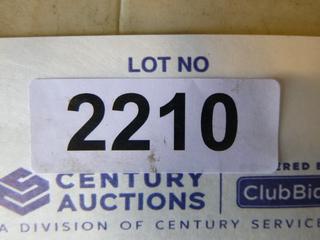 LOT NO
2210
CENTURY
AUCTIONS
ClubBid
A DIVISION OF CENTURY SERVICE